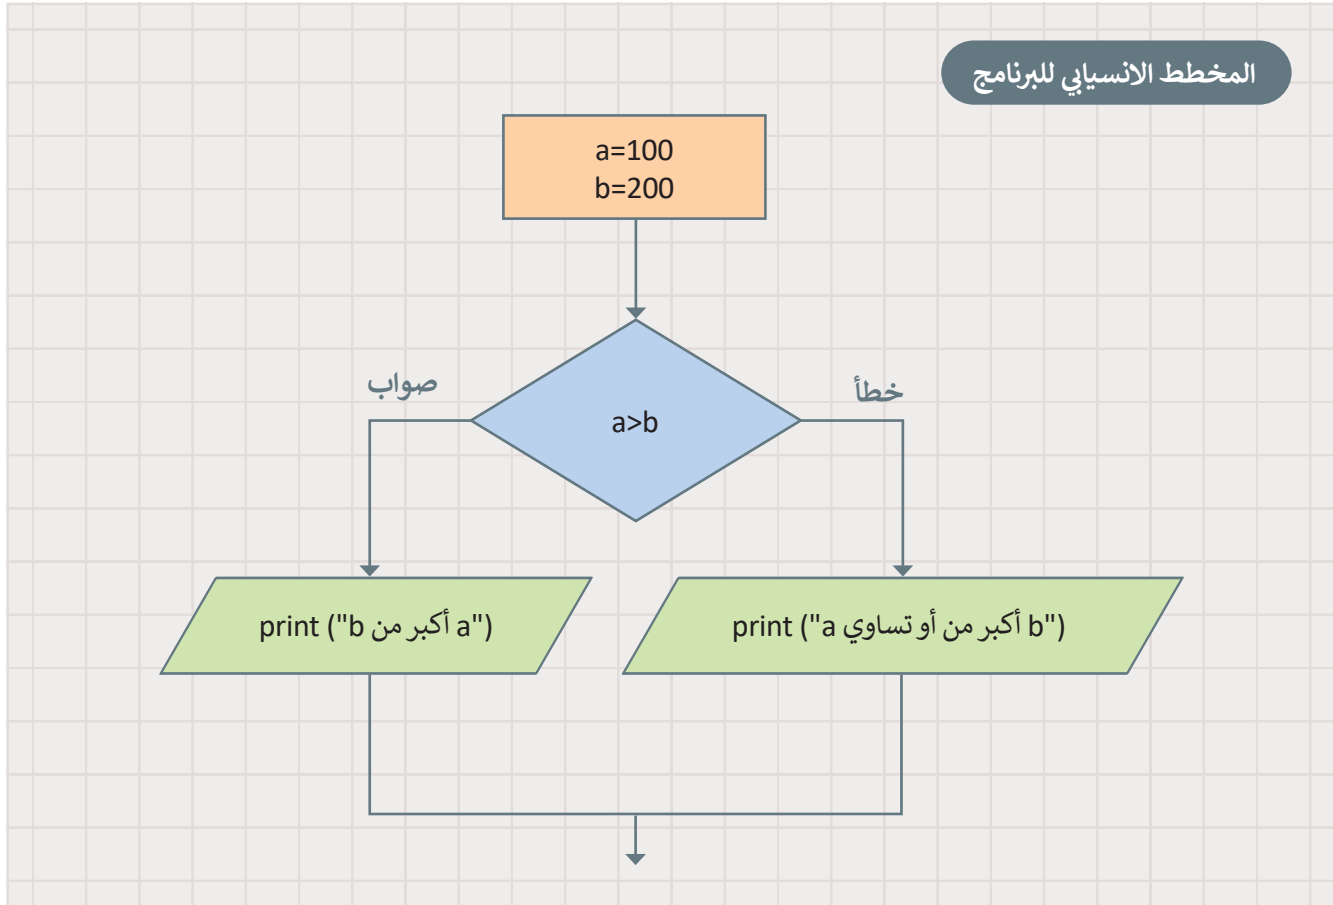 المخطط الانسيابي للبرنامج
a=100
b=200
a>b
صواب
خطأ
print ("a أكبر من b")
print ("b أكبر من أو تساوي a")